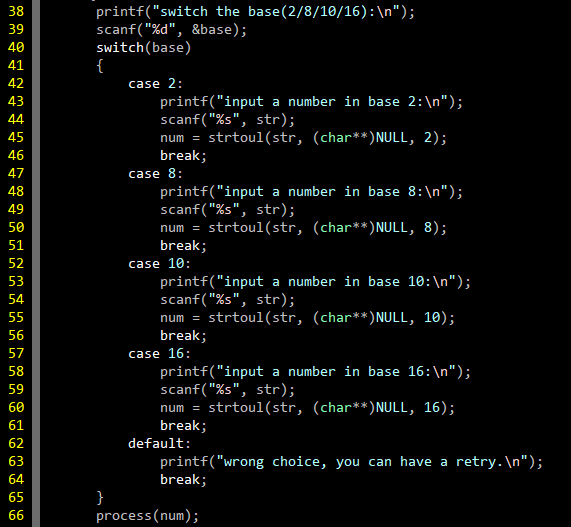 38 printf("switch the base(2/8/10/16):\n");
39 scanf("%d", &base);
40 switch(base)
41 {
42 case 2:
43 printf("input a number in base 2:\n");
44 scanf("%s", str);
45 num = strtoul(str, (char**)NULL, 2);
46 break;
47 case 8:
48 printf("input a number in base 8:\n");
49 scanf("%s", str);
50 num = strtoul(str, (char**)NULL, 8);
51 break;
52 case 10:
53 printf("input a number in base 10:\n");
54 scanf("%s", str);
55 num = strtoul(str, (char**)NULL, 10);
56 break;
57 case 16:
58 printf("input a number in base 16:\n");
59 scanf("%s", str);
60 num = strtoul(str, (char**)NULL, 16);
61 break;
62 default:
63 printf("wrong choice, you can have a retry.\n");
64 break;
65 }
66 process(num);